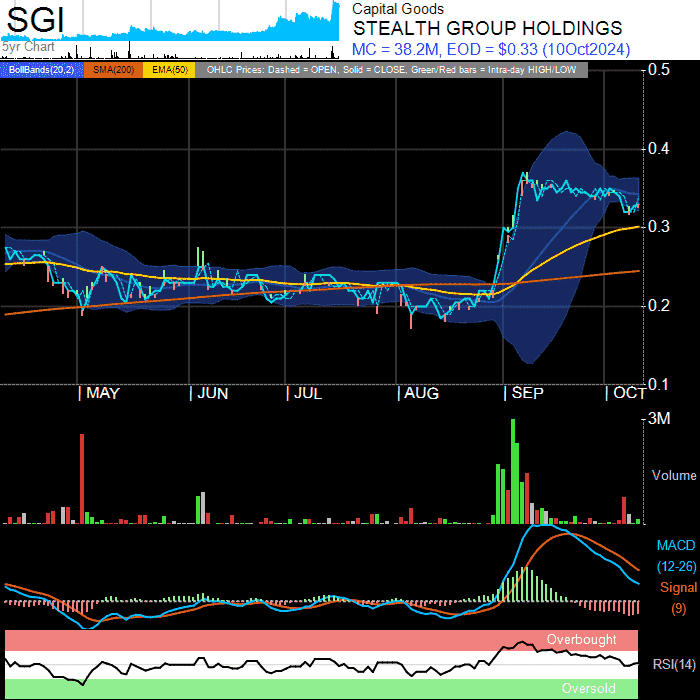 SGI
5yr Chart
Capital Goods
STEALTH GROUP HOLDINGS
MC = 38.2M, EOD = $0.33 (10Oct2024)
BollBands(20,2) SMA(200) EMA(50) OHLC Prices: Dashed = OPEN, Solid = CLOSE, Green/Red bars = Intra-day HIGH/LOW
0.5
0.4
0.3
0.2
0.1
MAY JUN JUL AUG SEP OCT
3M
Volume
MACD
(12-26)
Signal
(9)
Overbought
RSI(14)
Oversold